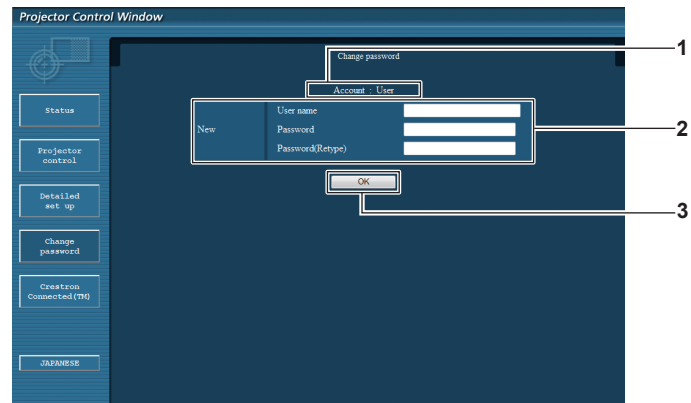 Projector Control Window
1
Change password
Account : User
Status
User name
New
Password
2
Password(Retype)
Projector
control
OK
3
Detailed
set up
Change
password
Crestron
Connected(TM)
JAPANESE